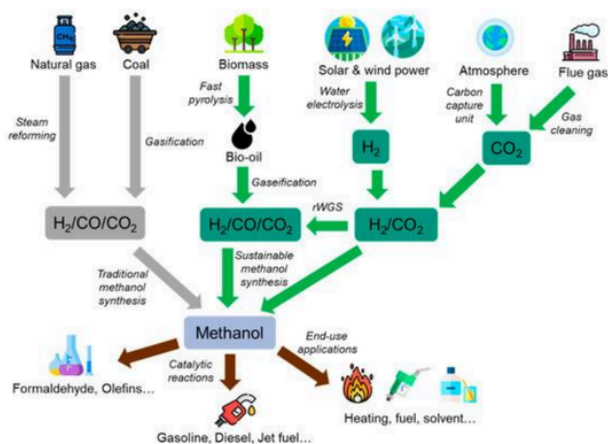 CH₄
Natural gas
Coal
Biomass
Solar & wind power
Atmosphere
Flue gas
Steam
reforming
Gasification
Fast
pyrolysis
Bio-oil
Gaseification
Water
electrolysis
H₂
Carbon
capture
unit
CO₂
Gas
cleaning
H₂/CO/CO₂
H₂/CO/CO₂
rWGS
H₂/CO₂
Traditional
methanol
synthesis
Sustainable
methanol
synthesis
Methanol
Catalytic
reactions
End-use
applications
Formaldehyde, Olefins...
Gasoline, Diesel, Jet fuel...
Heating, fuel, solvent...